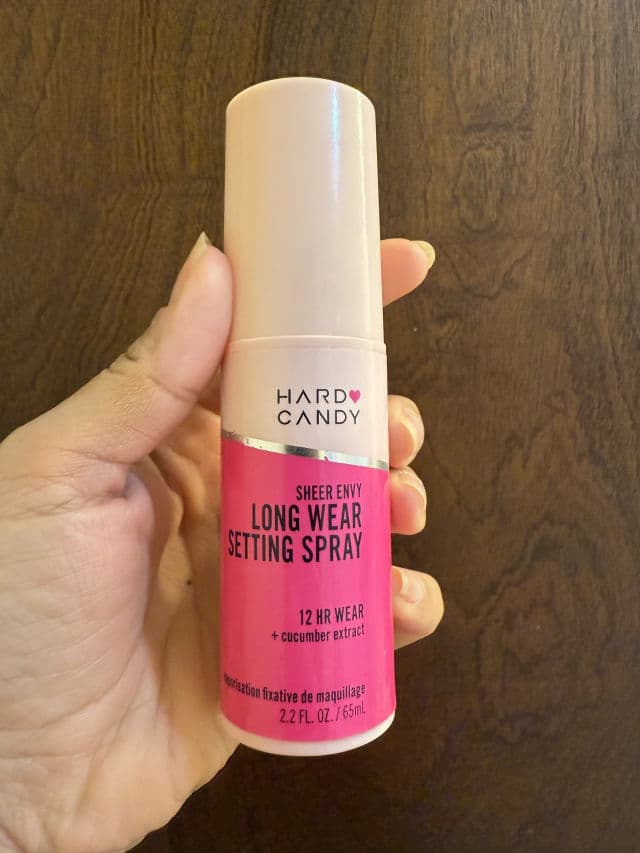 HARD♥
CANDY
SHEER ENVY
LONG WEAR
SETTING SPRAY
12 HR WEAR
+ cucumber extract
fixative de maquillage
2.2 FL. OZ. / 65mL